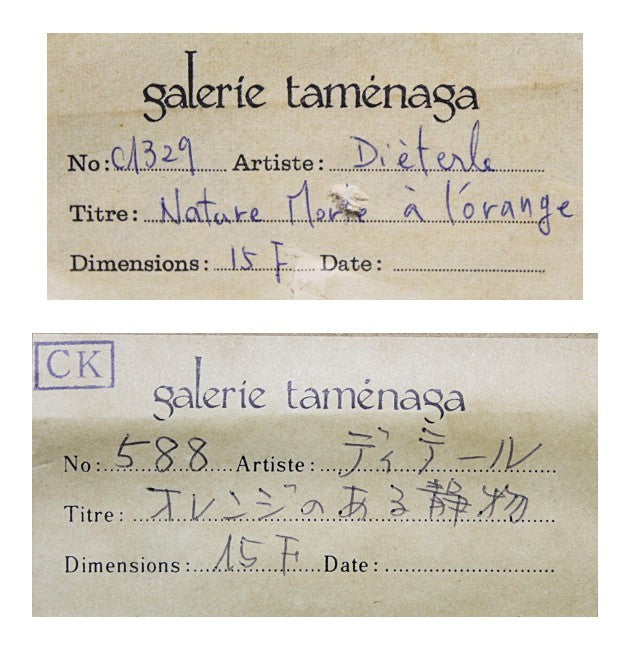 galerie taménaga
No: C1329 Artiste: Dièterle
Titre: Nature Morte à l'orange
Dimensions: 15 F Date:
CK
galerie taménaga
No: 588 Artiste: ディテール
Titre: オレンジのある静物
Dimensions: 15 F Date: